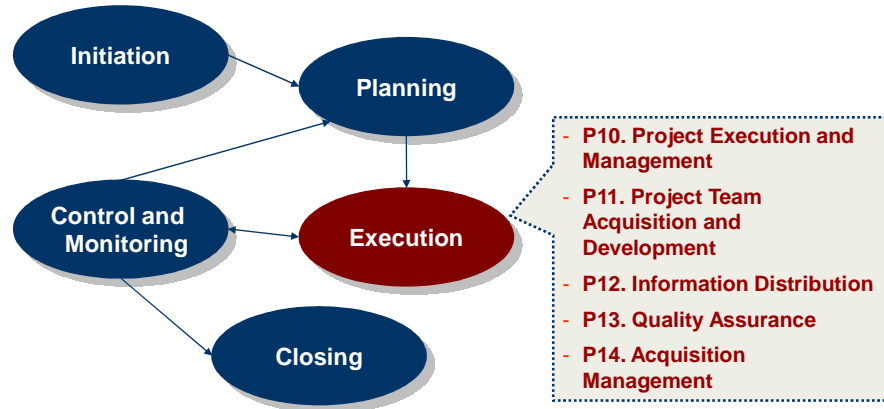 Initiation
Planning
Control and
Monitoring
Execution
Closing
- P10. Project Execution and
Management
- P11. Project Team
Acquisition and
Development
- P12. Information Distribution
- P13. Quality Assurance
- P14. Acquisition
Management